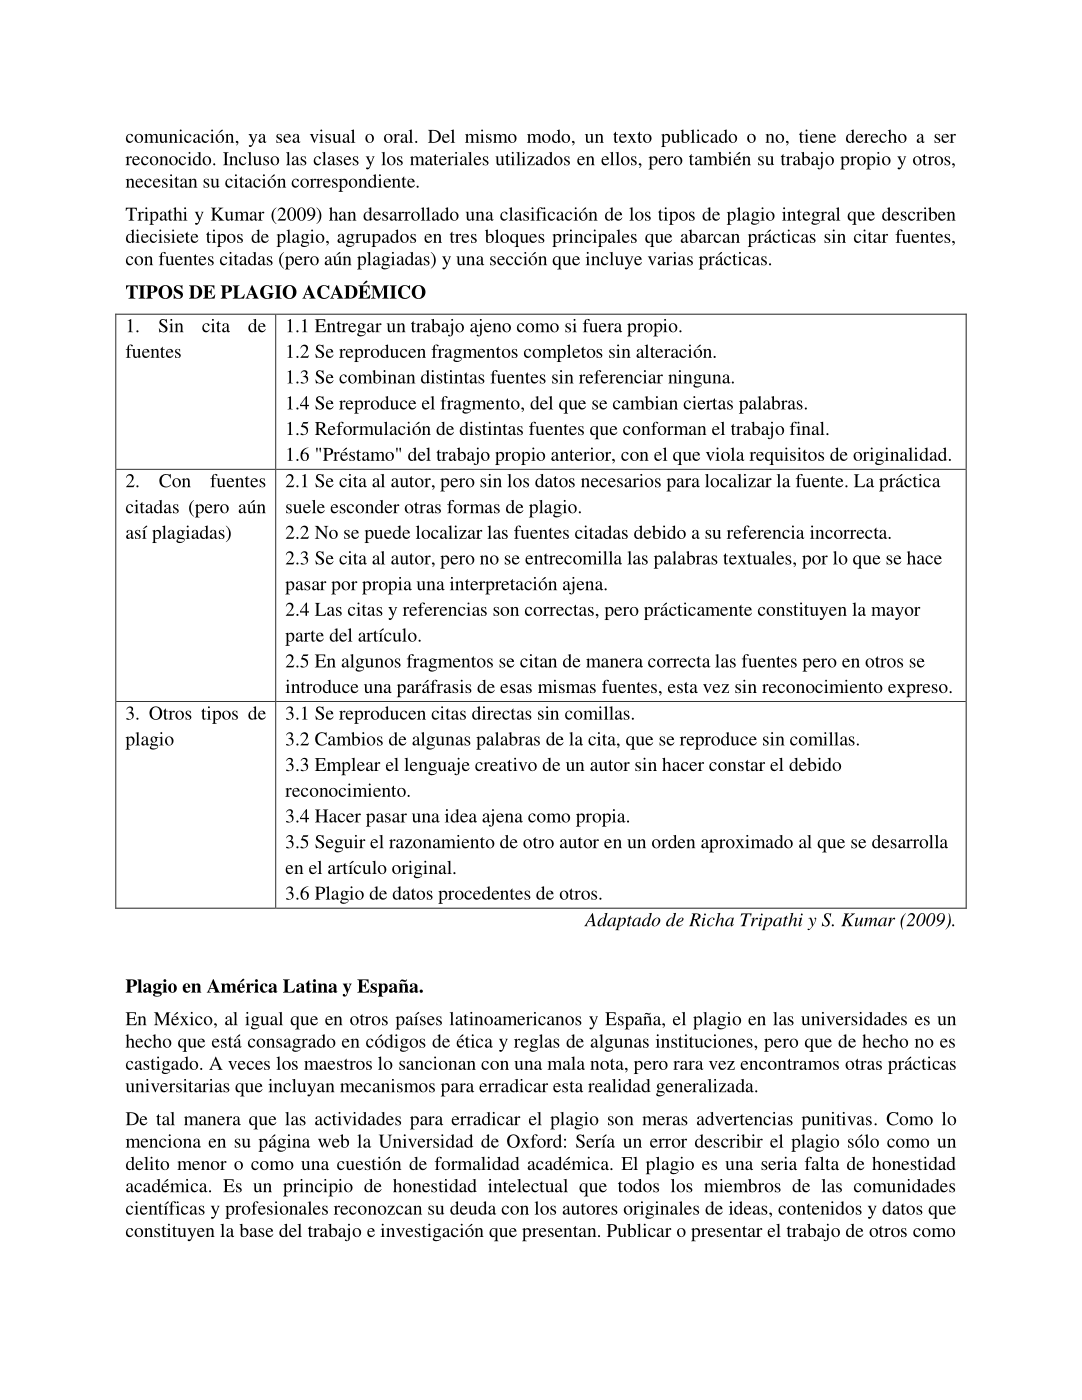 comunicación, ya sea visual o oral. Del mismo modo, un texto publicado o no, tiene derecho a ser
reconocido. Incluso las clases y los materiales utilizados en ellos, pero también su trabajo propio y otros,
necesitan su citación correspondiente.
Tripathi y Kumar (2009) han desarrollado una clasificación de los tipos de plagio integral que describen
diecisiete tipos de plagio, agrupados en tres bloques principales que abarcan prácticas sin citar fuentes,
con fuentes citadas (pero aún plagiadas) y una sección que incluye varias prácticas.
TIPOS DE PLAGIO ACADÉMICO
1. Sin cita de
fuentes
1.1 Entregar un trabajo ajeno como si fuera propio.
1.2 Se reproducen fragmentos completos sin alteración.
1.3 Se combinan distintas fuentes sin referenciar ninguna.
1.4 Se reproduce el fragmento, del que se cambian ciertas palabras.
1.5 Reformulación de distintas fuentes que conforman el trabajo final.
1.6 "Préstamo" del trabajo propio anterior, con el que viola requisitos de originalidad.
2. Con fuentes
citadas (pero aún
así plagiadas)
2.1 Se cita al autor, pero sin los datos necesarios para localizar la fuente. La práctica
suele esconder otras formas de plagio.
2.2 No se puede localizar las fuentes citadas debido a su referencia incorrecta.
2.3 Se cita al autor, pero no se entrecomilla las palabras textuales, por lo que se hace
pasar por propia una interpretación ajena.
2.4 Las citas y referencias son correctas, pero prácticamente constituyen la mayor
parte del artículo.
2.5 En algunos fragmentos se citan de manera correcta las fuentes pero en otros se
introduce una paráfrasis de esas mismas fuentes, esta vez sin reconocimiento expreso.
3. Otros tipos de
plagio
3.1 Se reproducen citas directas sin comillas.
3.2 Cambios de algunas palabras de la cita, que se reproduce sin comillas.
3.3 Emplear el lenguaje creativo de un autor sin hacer constar el debido
reconocimiento.
3.4 Hacer pasar una idea ajena como propia.
3.5 Seguir el razonamiento de otro autor en un orden aproximado al que se desarrolla
en el artículo original.
3.6 Plagio de datos procedentes de otros.
Adaptado de Richa Tripathi y S. Kumar (2009).
Plagio en América Latina y España.
En México, al igual que en otros países latinoamericanos y España, el plagio en las universidades es un
hecho que está consagrado en códigos de ética y reglas de algunas instituciones, pero que de hecho no es
castigado. A veces los maestros lo sancionan con una mala nota, pero rara vez encontramos otras prácticas
universitarias que incluyan mecanismos para erradicar esta realidad generalizada.
De tal manera que las actividades para erradicar el plagio son meras advertencias punitivas. Como lo
menciona en su página web la Universidad de Oxford: Sería un error describir el plagio sólo como un
delito menor o como una cuestión de formalidad académica. El plagio es una seria falta de honestidad
académica. Es un principio de honestidad intelectual que todos los miembros de las comunidades
científicas y profesionales reconozcan su deuda con los autores originales de ideas, contenidos y datos que
constituyen la base del trabajo e investigación que presentan. Publicar o presentar el trabajo de otros como